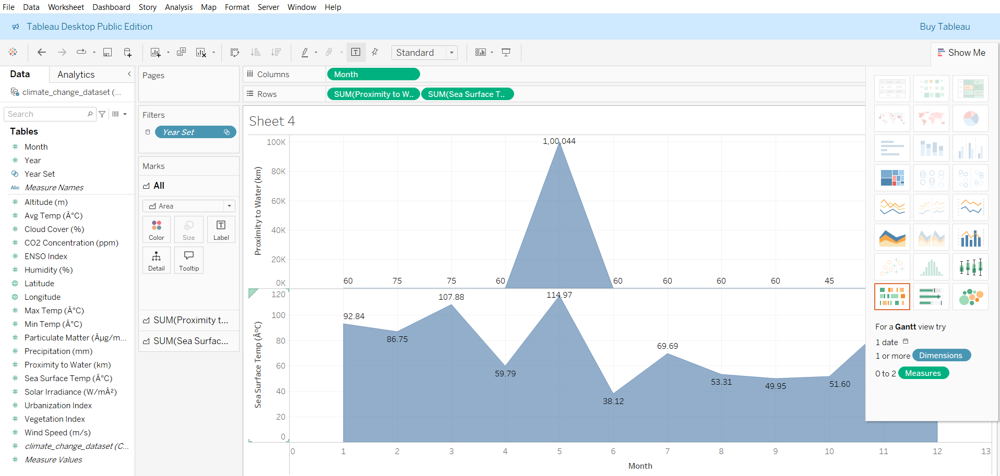 File Data Worksheet Dashboard Story Analysis Map Format Server Window Help
Tableau Desktop Public Edition
Buy Tableau
Standard
Show Me
Data
Analytics
climate_change_dataset (...
Search
Tables
Month
Year
Year Set
Abc Measure Names
Altitude (m)
Avg Temp (Â°C)
Cloud Cover (%)
CO2 Concentration (ppm)
ENSO Index
Humidity (%)
Latitude
Longitude
Max Temp (Â°C)
Min Temp (Â°C)
Particulate Matter (Âµg/m...
Precipitation (mm)
Proximity to Water (km)
Sea Surface Temp (Â°C)
Solar Irradiance (W/mÂ²)
Urbanization Index
Vegetation Index
Wind Speed (m/s)
climate_change_dataset (C...
Measure Values
Pages
Filters
Year Set
Marks
All
Area
Color
Size
Label
Detail
Tooltip
SUM(Proximity t...
SUM(Sea Surfac...
Columns
Month
Rows
SUM(Proximity to W..
SUM(Sea Surface T..
Sheet 4
Proximity to Water (km)
100K
80K
60K
40K
20K
0K
1,00,044
60 75 75 60 60 60 60 60 45
Sea Surface Temp (Â°C)
120
100
80
60
40
20
0
92.84
86.75
107.88
59.79
114.97
38.12
69.69
53.31
49.95
51.60
0 1 2 3 4 5 6 7 8 9 10 11 12 13
Month
For a Gantt view try
1 date
1 or more Dimensions
0 to 2 Measures